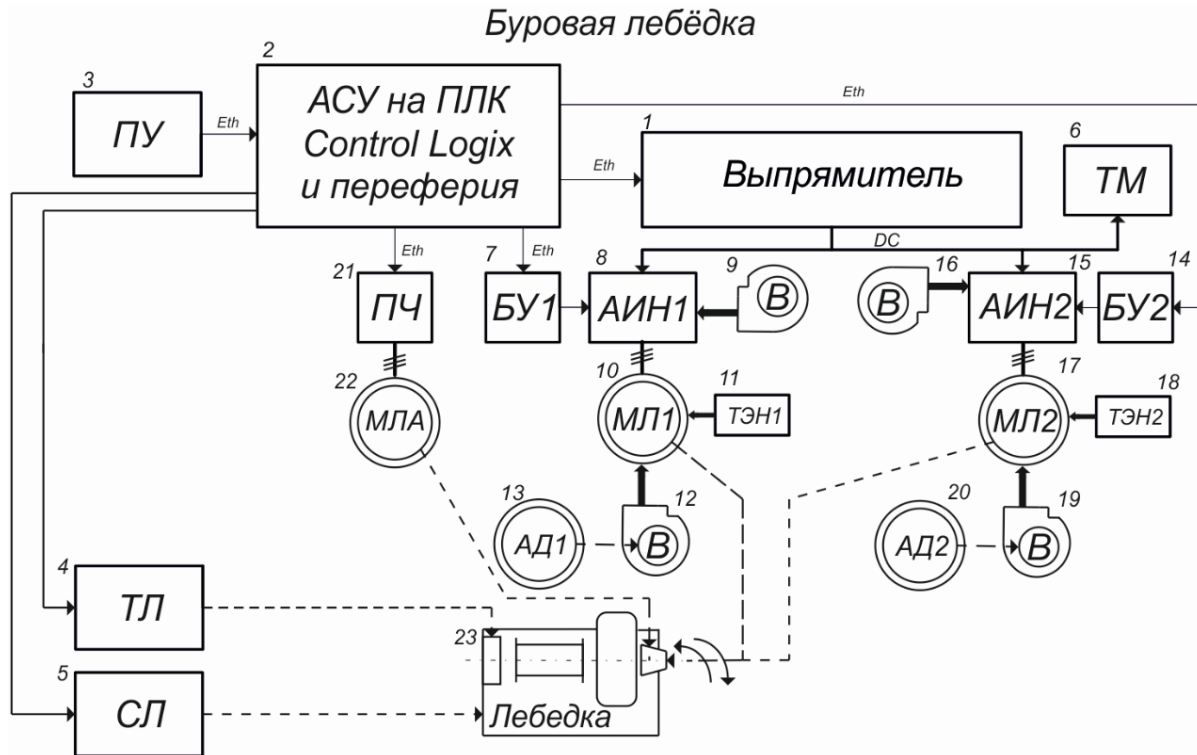 Буровая лебёдка
2
3
АСУ на ПЛК
Control Logix
и переферия
ПУ
Eth
Eth
Eth
1
Выпрямитель
6
ТМ
DC
Eth
Eth
21
ПЧ
7
БУ1
8
АИН1
9
В
16
В
15
АИН2
14
БУ2
22
МЛА
10
МЛ1
11
ТЭН1
17
МЛ2
18
ТЭН2
13
АД1
12
В
20
АД2
19
В
4
ТЛ
23
5
СЛ
Лебедка